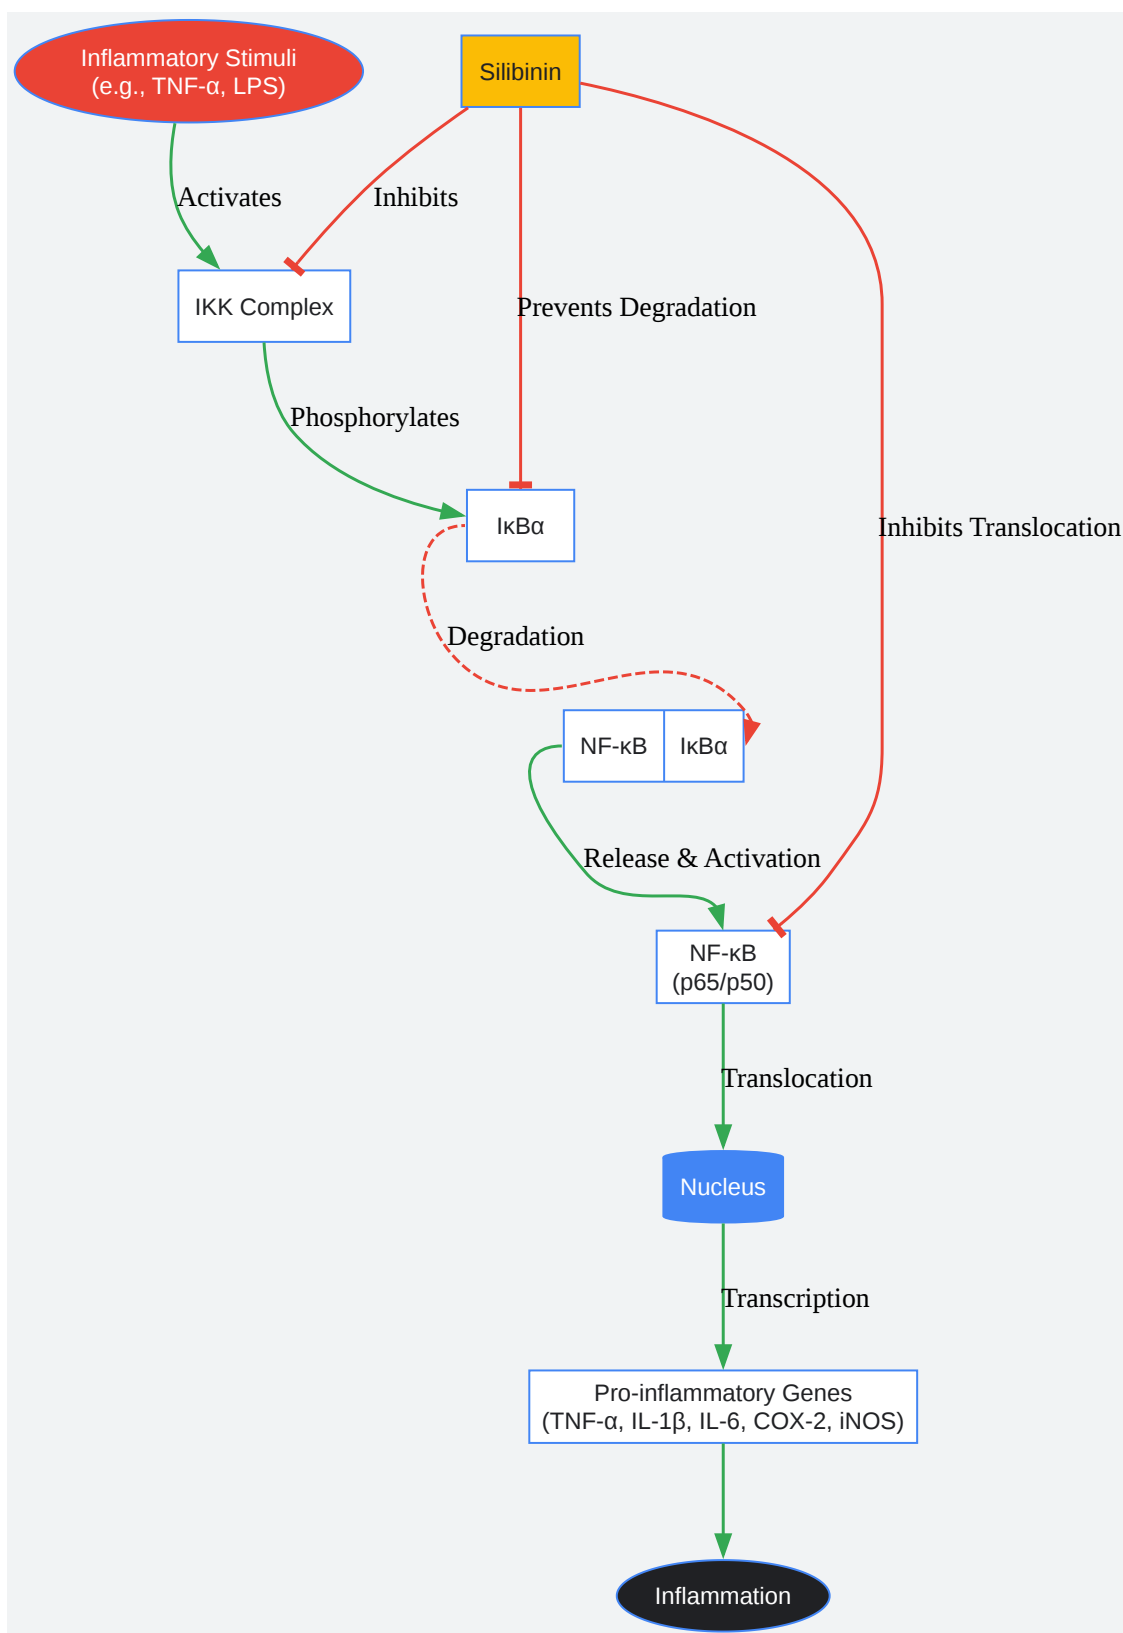 Inflammatory Stimuli
(e.g., TNF-α, LPS)
Silibinin
Activates
Inhibits
IKK Complex
Prevents Degradation
Phosphorylates
IκBα
Inhibits Translocation
Degradation
NF-κB
IκBα
Release & Activation
NF-κB
(p65/p50)
Translocation
Nucleus
Transcription
Pro-inflammatory Genes
(TNF-α, IL-1β, IL-6, COX-2, iNOS)
Inflammation